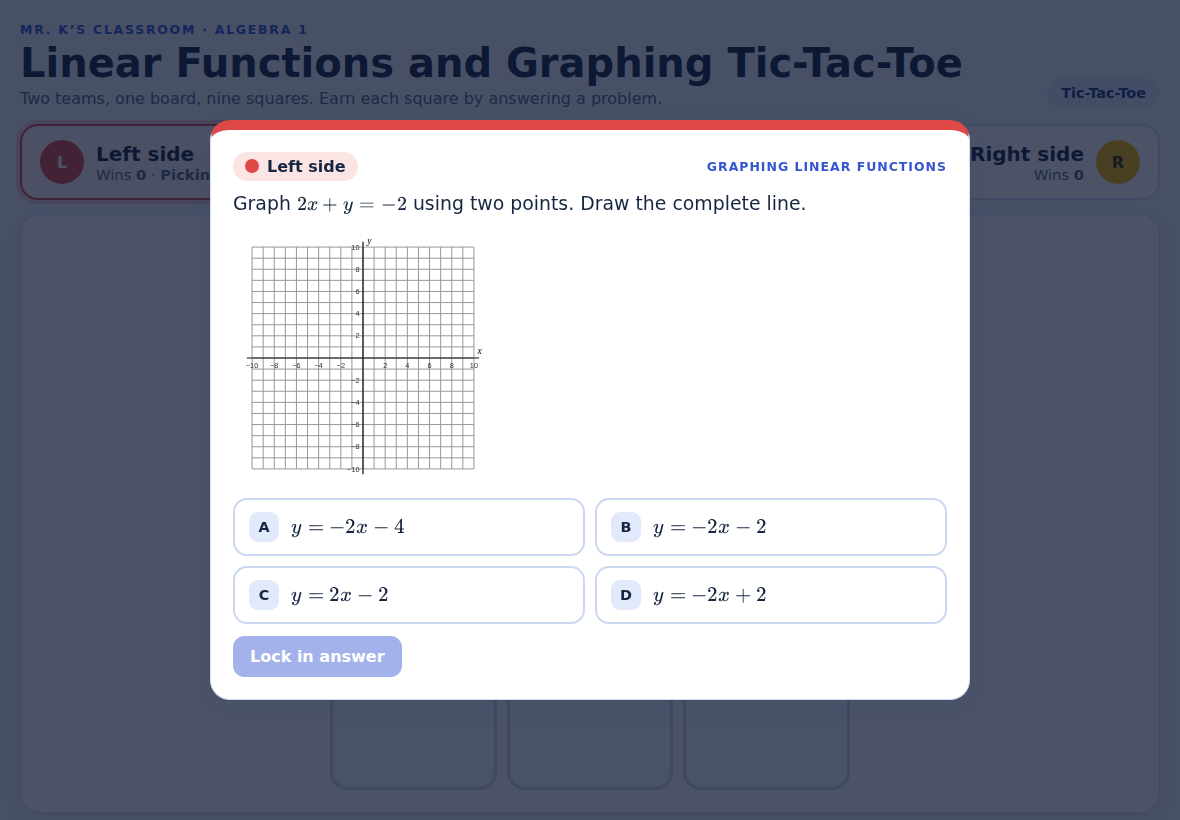 MR. K'S CLASSROOM · ALGEBRA 1
Linear Functions and Graphing Tic-Tac-Toe
Two teams, one board, nine squares. Earn each square by answering a problem.
Tic-Tac-Toe
L
Left side
Wins 0 · Pickin
Right side
Wins 0
R
Left side
GRAPHING LINEAR FUNCTIONS
Graph 2x + y = −2 using two points. Draw the complete line.
y
10
8
6
4
2
x
−10 −8 −6 −4 −2 2 4 6 8 10
−2
−4
−6
−8
−10
A y = −2x − 4
B y = −2x − 2
C y = 2x − 2
D y = −2x + 2
Lock in answer